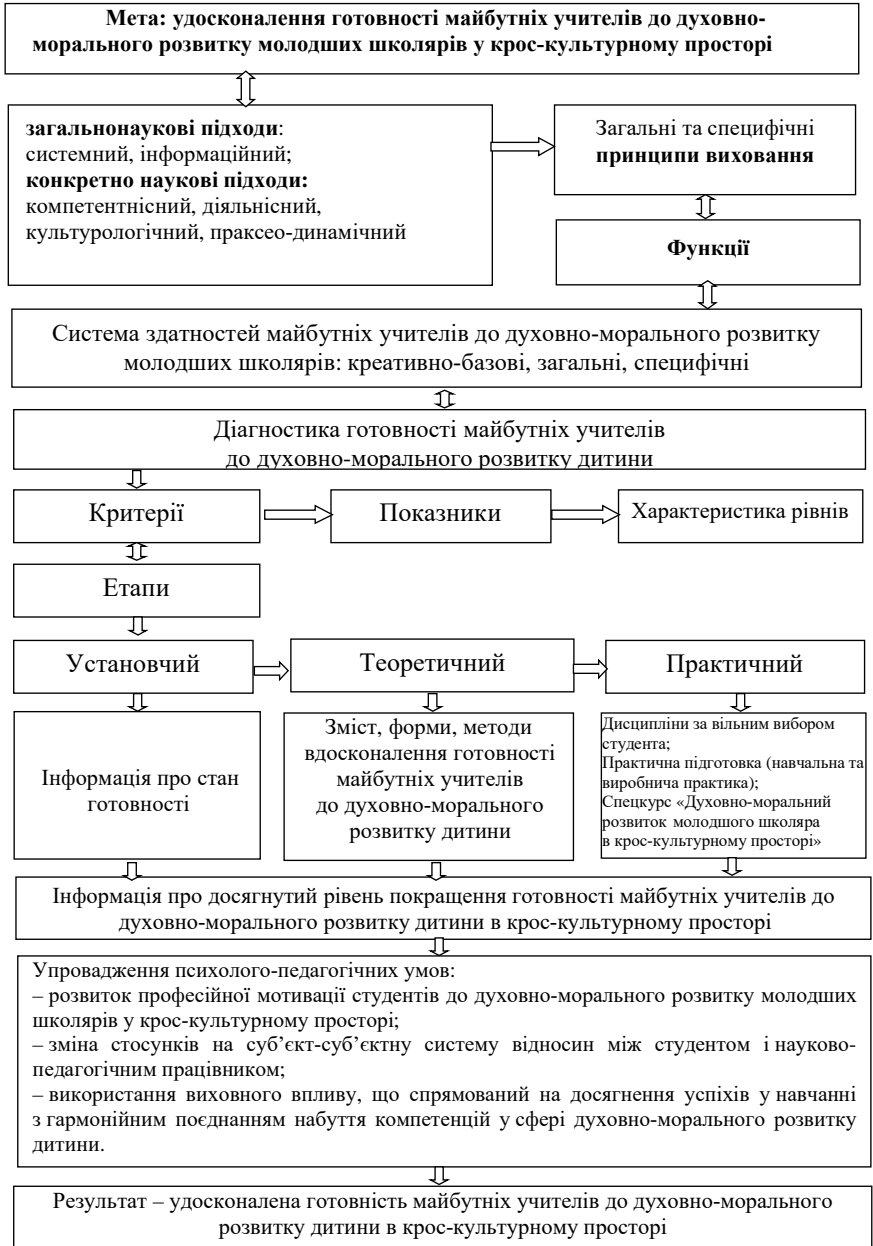 Мета: удосконалення готовності майбутніх учителів до духовно-
морального розвитку молодших школярів у крос-культурному просторі
загальнонаукові підходи:
системний, інформаційний;
конкретно наукові підходи:
компетентнісний, діяльнісний,
культурологічний, праксео-динамічний
Загальні та специфічні
принципи виховання
Функції
Система здатностей майбутніх учителів до духовно-морального розвитку
молодших школярів: креативно-базові, загальні, специфічні
Діагностика готовності майбутніх учителів
до духовно-морального розвитку дитини
Критерії
Показники
Характеристика рівнів
Етапи
Установчий
Теоретичний
Практичний
Інформація про стан
готовності
Зміст, форми, методи
вдосконалення готовності
майбутніх учителів
до духовно-морального
розвитку дитини
Дисципліни за вільним вибором
студента;
Практична підготовка (навчальна та
виробнича практика);
Спецкурс «Духовно-моральний
розвиток молодшого школяра
в крос-культурному просторі»
Інформація про досягнутий рівень покращення готовності майбутніх учителів до
духовно-морального розвитку дитини в крос-культурному просторі
Упровадження психолого-педагогічних умов:
– розвиток професійної мотивації студентів до духовно-морального розвитку молодших
школярів у крос-культурному просторі;
– зміна стосунків на суб’єкт-суб’єктну систему відносин між студентом і науково-
педагогічним працівником;
– використання виховного впливу, що спрямований на досягнення успіхів у навчанні
з гармонійним поєднанням набуття компетенцій у сфері духовно-морального розвитку
дитини.
Результат – удосконалена готовність майбутніх учителів до духовно-морального
розвитку дитини в крос-культурному просторі